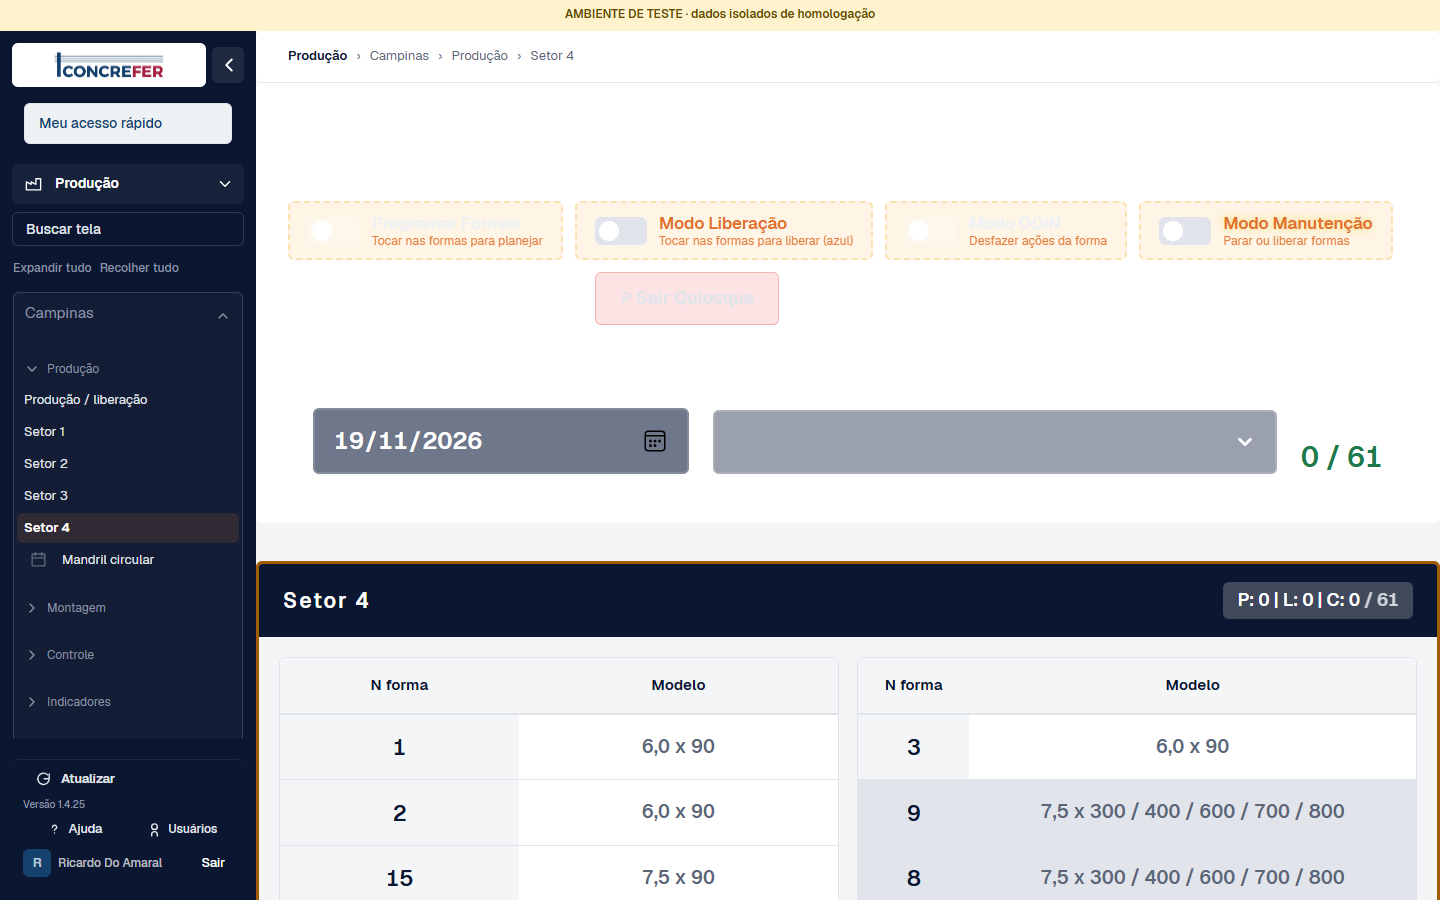 AMBIENTE DE TESTE · dados isolados de homologação
CONCREFER
Meu acesso rápido
Produção
Buscar tela
Expandir tudo Recolher tudo
Campinas
Produção
Produção / liberação
Setor 1
Setor 2
Setor 3
Setor 4
Mandril circular
Montagem
Controle
Indicadores
Atualizar
Versão 1.4.25
? Ajuda Usuários
R Ricardo Do Amaral Sair
Produção › Campinas › Produção › Setor 4
Programar Formas
Tocar nas formas para planejar
Modo Liberação
Tocar nas formas para liberar (azul)
Modo ODIN
Desfazer ações da forma
Modo Manutenção
Parar ou liberar formas
Sair Quiosque
19/11/2026
0 / 61
Setor 4
P: 0 | L: 0 | C: 0 / 61
N forma Modelo
1 6,0 x 90
2 6,0 x 90
15 7,5 x 90
N forma Modelo
3 6,0 x 90
9 7,5 x 300 / 400 / 600 / 700 / 800
8 7,5 x 300 / 400 / 600 / 700 / 800